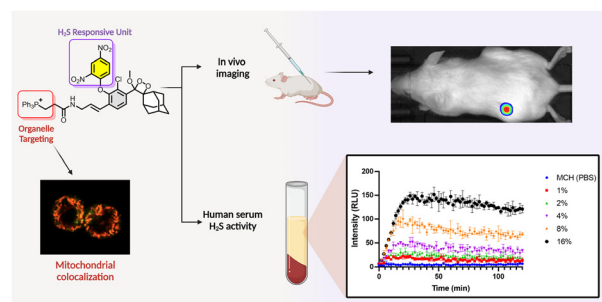 H₂S Responsive Unit
NO₂
NO₂
Cl
O
O
O-O
Ph₃P⁺
H
N
O
Organelle
Targeting
Mitochondrial
colocalization
In vivo
imaging
Human serum
H₂S activity
Intensity (RLU)
200
150
100
50
0
0
50
100
Time (min)
MCH (PBS)
1%
2%
4%
8%
16%